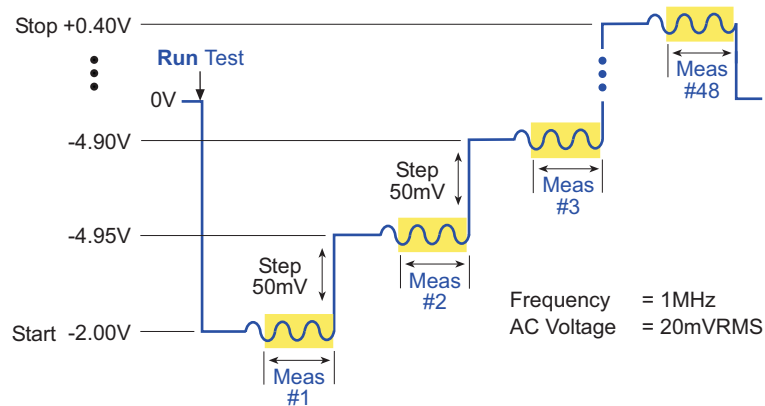 Stop +0.40V
Run Test
0V
Meas
#48
-4.90V
Step
50mV
Meas
#3
-4.95V
Step
50mV
Meas
#2
Frequency = 1MHz
AC Voltage = 20mVRMS
Start -2.00V
Meas
#1